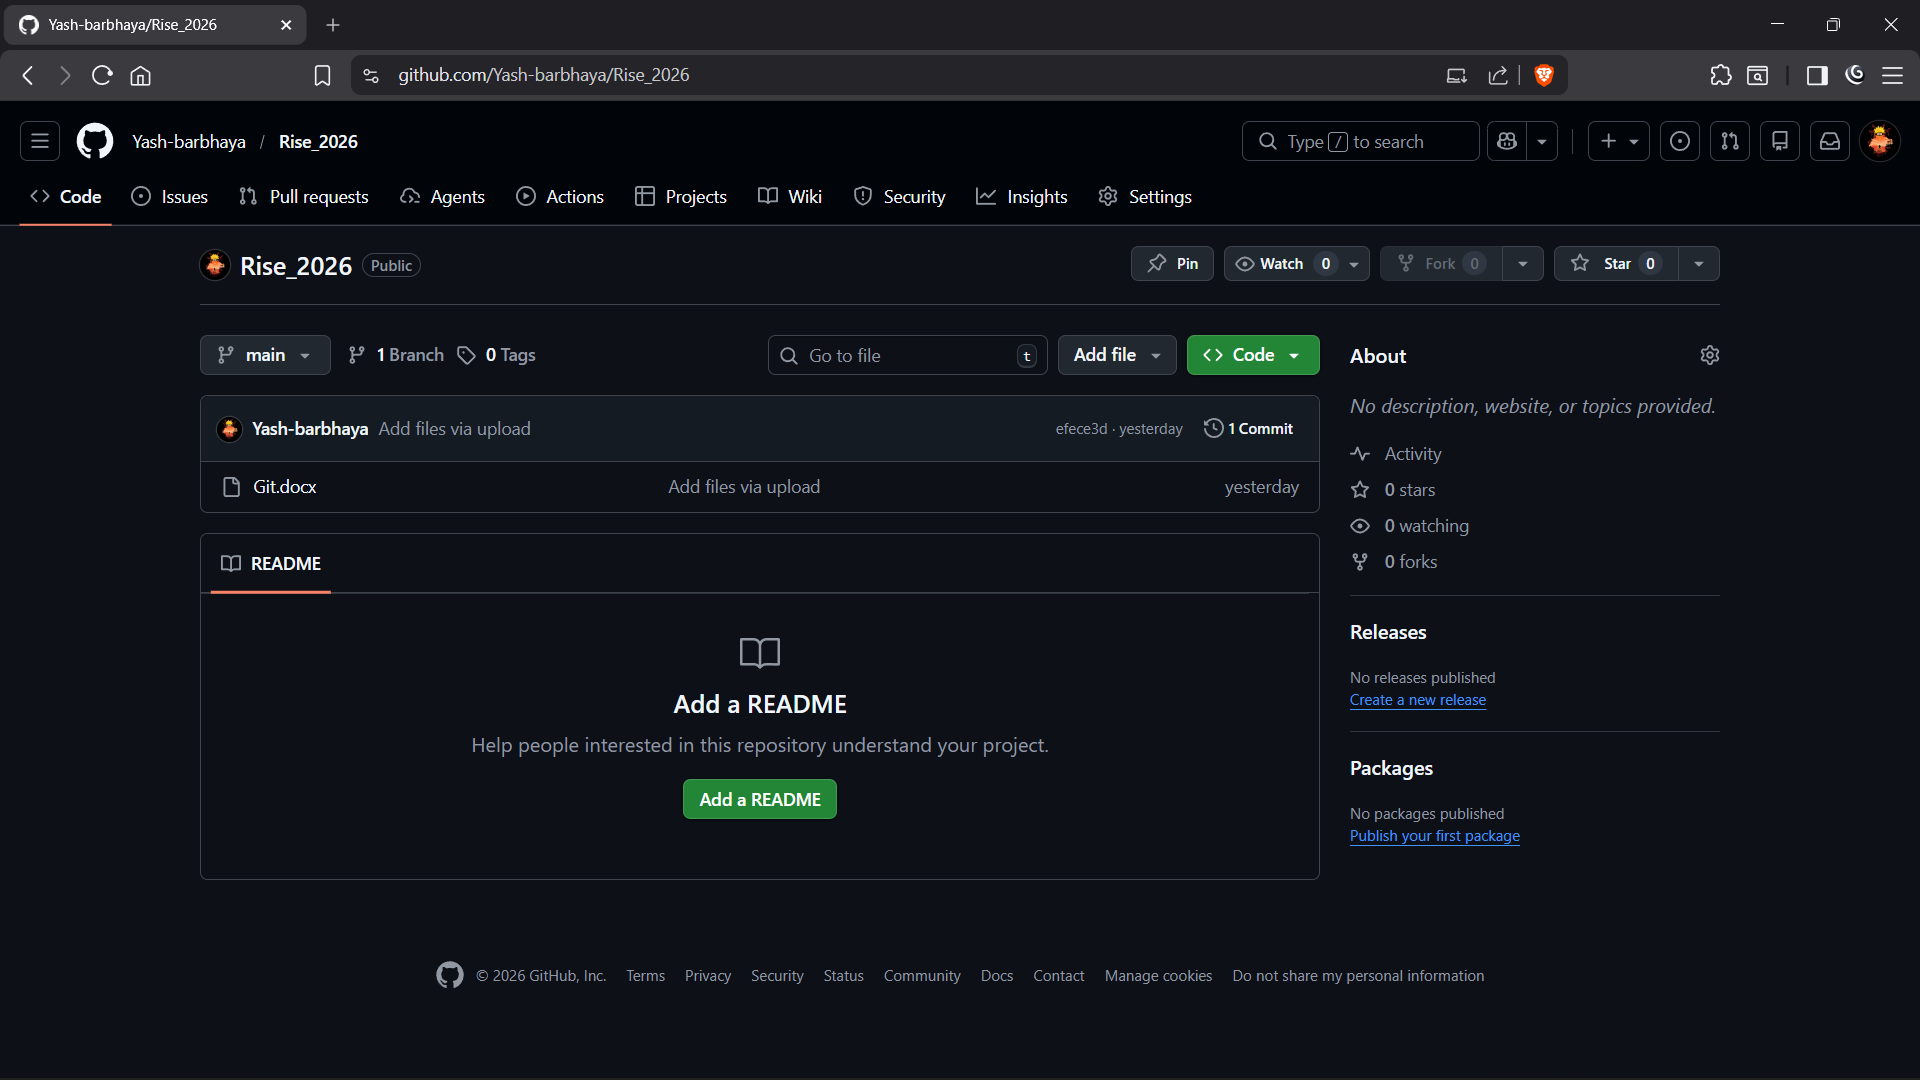 Yash-barbhaya/Rise_2026
github.com/Yash-barbhaya/Rise_2026
Yash-barbhaya / Rise_2026
Type / to search
Code Issues Pull requests Agents Actions Projects Wiki Security Insights Settings
Rise_2026 Public
Pin Watch 0 Fork 0 Star 0
main 1 Branch 0 Tags Go to file t Add file Code
About
No description, website, or topics provided.
Yash-barbhaya Add files via upload efece3d · yesterday 1 Commit
Git.docx Add files via upload yesterday
Activity
0 stars
0 watching
0 forks
README
Add a README
Help people interested in this repository understand your project.
Add a README
Releases
No releases published
Create a new release
Packages
No packages published
Publish your first package
© 2026 GitHub, Inc. Terms Privacy Security Status Community Docs Contact Manage cookies Do not share my personal information